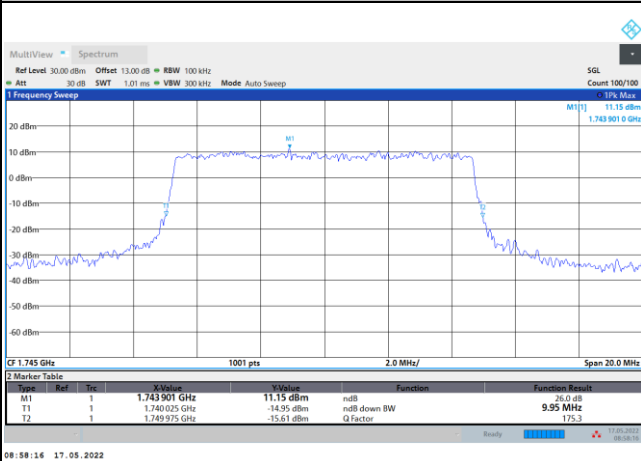 MultiView Spectrum
Ref Level 30.00 dBm Offset 13.00 dB RBW 100 kHz SGL
Att 30 dB SWT 1.01 ms VBW 300 kHz Mode Auto Sweep Count 100/100
1 Frequency Sweep 1Pk Max
M1[1] 11.15 dBm
1.743 901 0 GHz
M1
20 dBm
10 dBm
0 dBm
-10 dBm
T1 T2
-20 dBm
-30 dBm
-40 dBm
-50 dBm
-60 dBm
CF 1.745 GHz 1001 pts 2.0 MHz/ Span 20.0 MHz
2 Marker Table
Type Ref Trc X-Value Y-Value Function Function Result
M1 1 1.743 901 GHz 11.15 dBm ndB 26.0 dB
T1 1 1.740 025 GHz -14.95 dBm ndB down BW 9.95 MHz
T2 1 1.749 975 GHz -15.61 dBm Q Factor 175.3
Ready 17.05.2022
08:58:16
08:58:16 17.05.2022